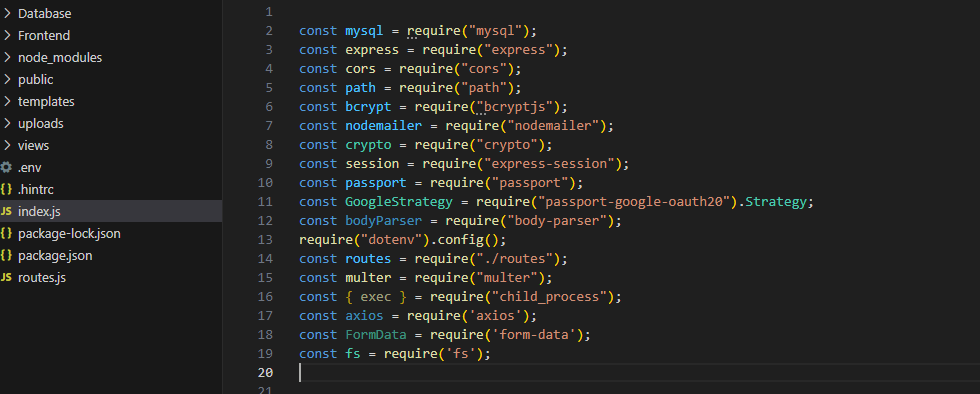 Database
Frontend
node_modules
public
templates
uploads
views
.env
{} .hintrc
JS index.js
{} package-lock.json
{} package.json
JS routes.js
1
2 const mysql = require("mysql");
3 const express = require("express");
4 const cors = require("cors");
5 const path = require("path");
6 const bcrypt = require("bcryptjs");
7 const nodemailer = require("nodemailer");
8 const crypto = require("crypto");
9 const session = require("express-session");
10 const passport = require("passport");
11 const GoogleStrategy = require("passport-google-oauth20").Strategy;
12 const bodyParser = require("body-parser");
13 require("dotenv").config();
14 const routes = require("./routes");
15 const multer = require("multer");
16 const { exec } = require("child_process");
17 const axios = require('axios');
18 const FormData = require('form-data');
19 const fs = require('fs');
20
21